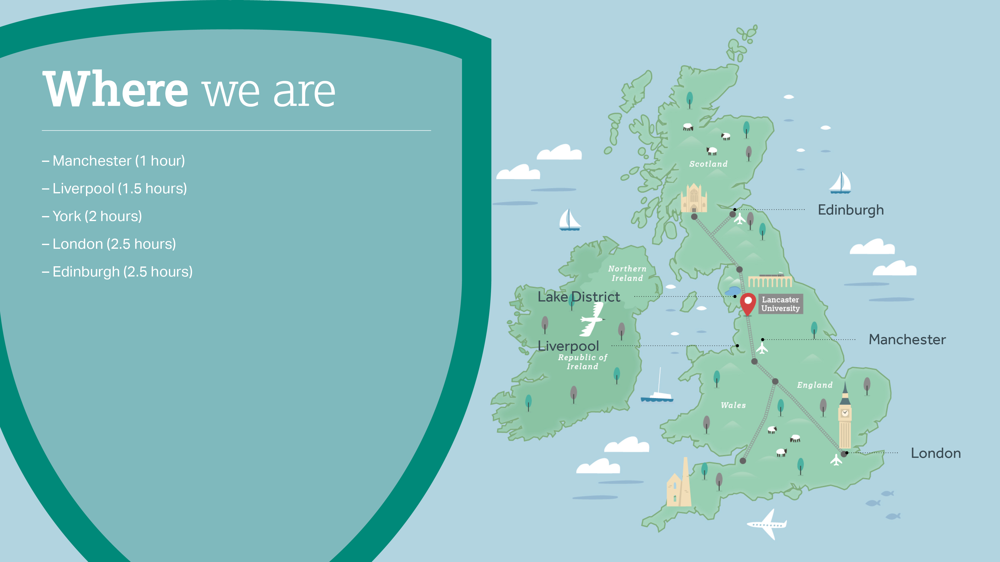 Where we are
– Manchester (1 hour)
– Liverpool (1.5 hours)
– York (2 hours)
– London (2.5 hours)
– Edinburgh (2.5 hours)
Scotland
Edinburgh
Northern
Ireland
Lake District
Lancaster
University
Manchester
Liverpool
Republic of
Ireland
England
Wales
London